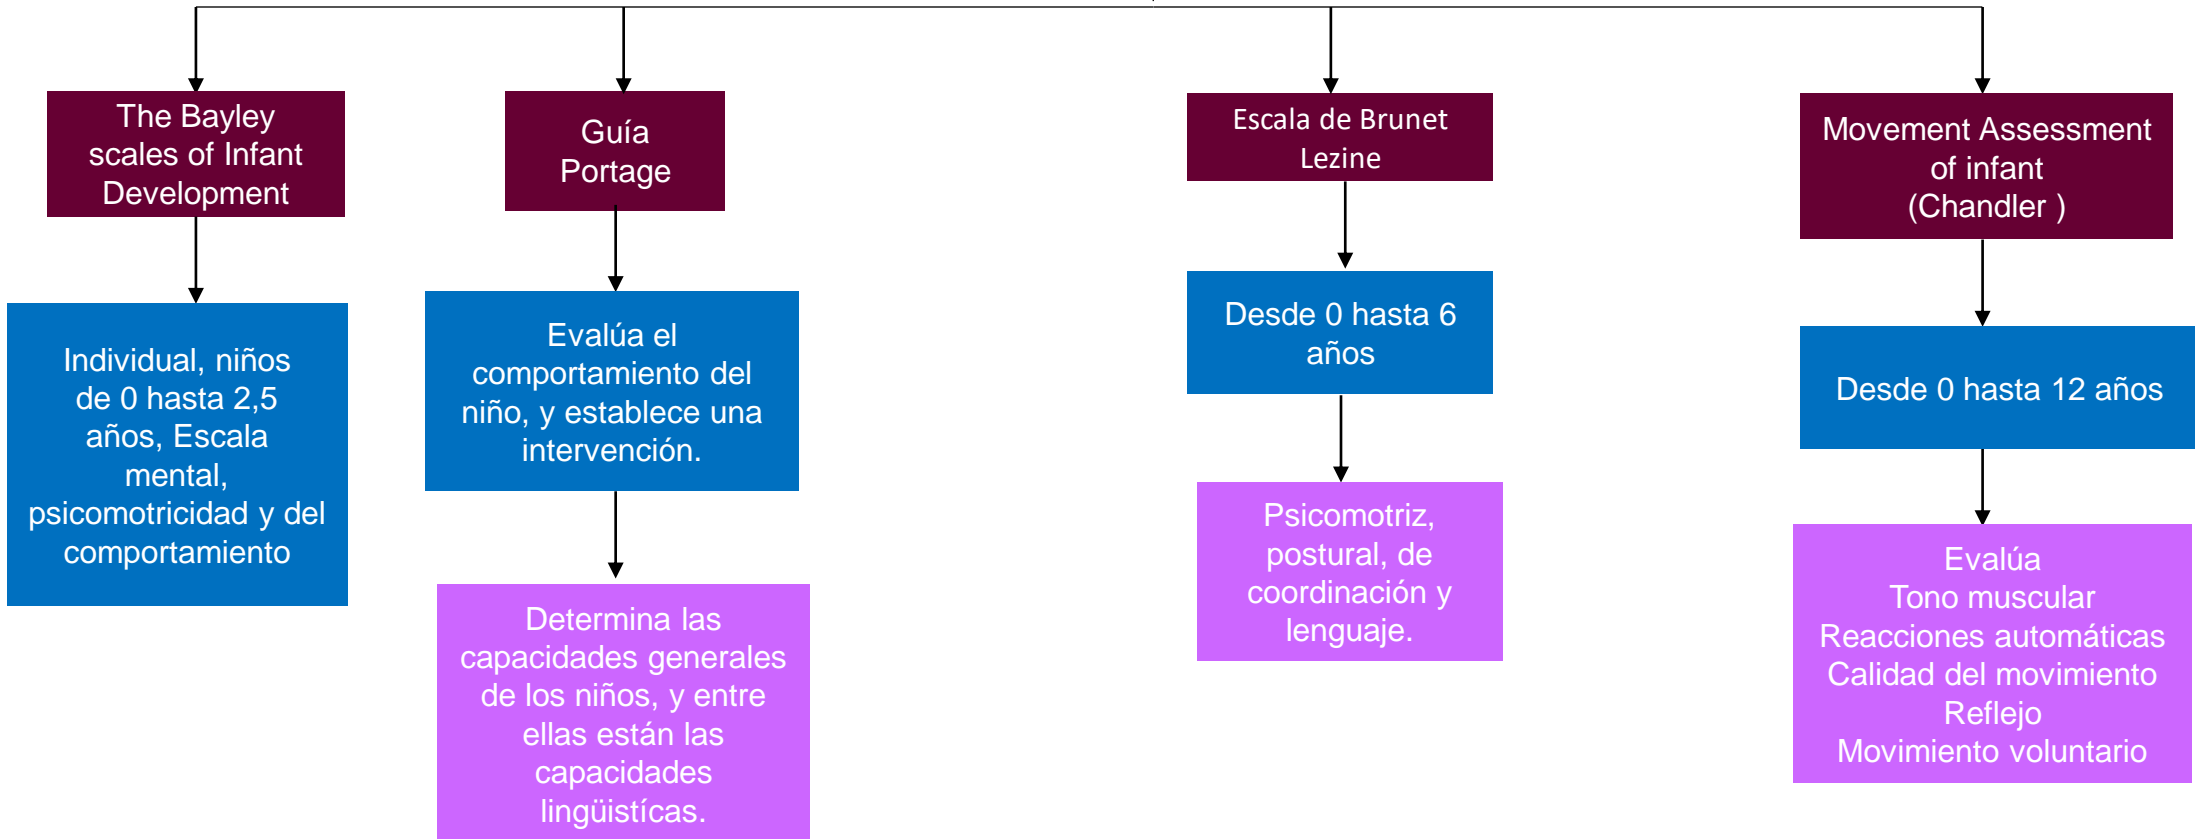 The Bayley
scales of Infant
Development
Individual, niños
de 0 hasta 2,5
años, Escala
mental,
psicomotricidad y del
comportamiento
Guía
Portage
Evalúa el
comportamiento del
niño, y establece una
intervención.
Determina las
capacidades generales
de los niños, y entre
ellas están las
capacidades
lingüistícas.
Escala de Brunet
Lezine
Desde 0 hasta 6
años
Psicomotriz,
postural, de
coordinación y
lenguaje.
Movement Assessment
of infant
(Chandler )
Desde 0 hasta 12 años
Evalúa
Tono muscular
Reacciones automáticas
Calidad del movimiento
Reflejo
Movimiento voluntario